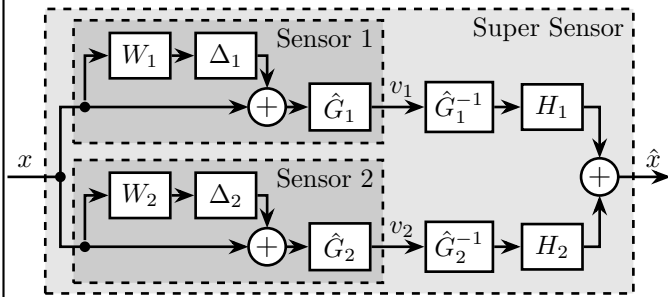 Super Sensor
Sensor 1
W₁ Δ₁
+ Ĝ₁ v₁ Ĝ₁⁻¹ H₁
x + x̂
Sensor 2
W₂ Δ₂
+ Ĝ₂ v₂ Ĝ₂⁻¹ H₂